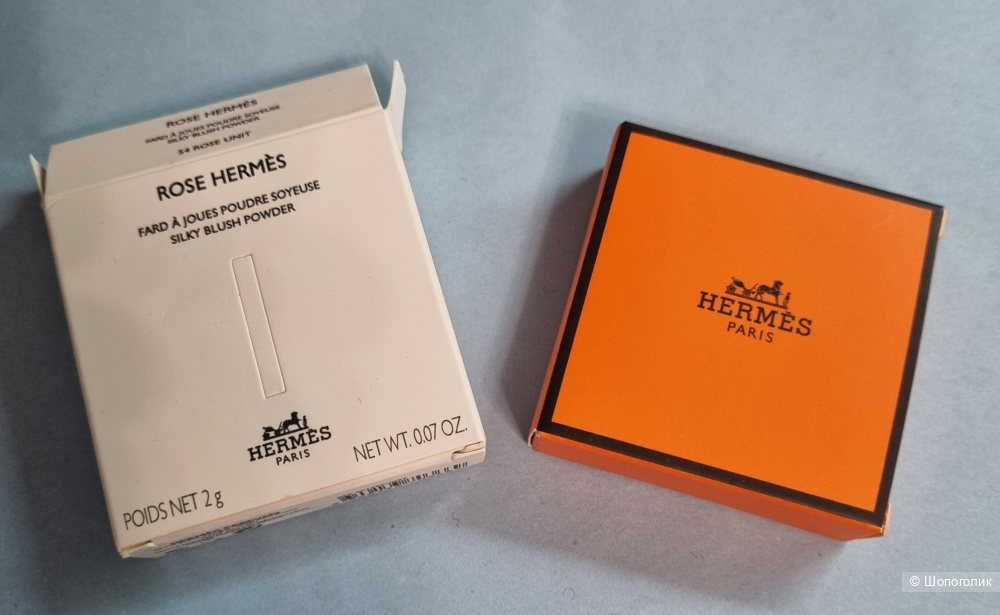 ROSE HERMÈS
FARD À JOUES POUDRE SOYEUSE
SILKY BLUSH POWDER
54 ROSE UNIT
ROSE HERMÈS
FARD À JOUES POUDRE SOYEUSE
SILKY BLUSH POWDER
HERMÈS
PARIS
POIDS NET 2 g
NET WT. 0.07 OZ.
HERMÈS
PARIS
© Шопоголик